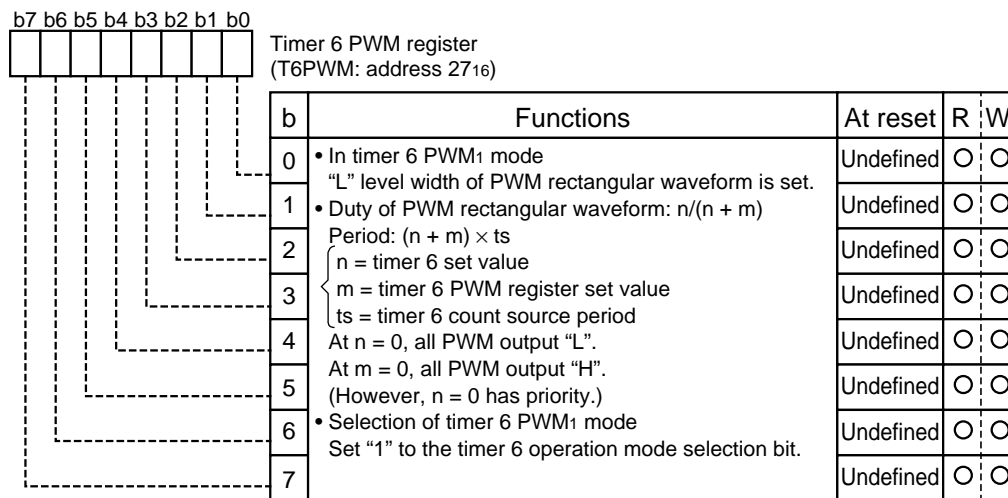 b7 b6 b5 b4 b3 b2 b1 b0
Timer 6 PWM register
(T6PWM: address 2716)
b Functions At reset R W
0 • In timer 6 PWM1 mode Undefined O O
“L” level width of PWM rectangular waveform is set.
1 • Duty of PWM rectangular waveform: n/(n + m) Undefined O O
Period: (n + m) × ts
2 Undefined O O
n = timer 6 set value
3 m = timer 6 PWM register set value Undefined O O
ts = timer 6 count source period
4 At n = 0, all PWM output “L”. Undefined O O
At m = 0, all PWM output “H”.
5 (However, n = 0 has priority.) Undefined O O
6 • Selection of timer 6 PWM1 mode Undefined O O
Set “1” to the timer 6 operation mode selection bit.
7 Undefined O O